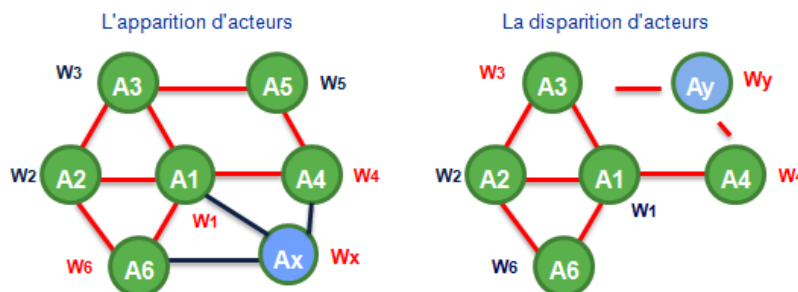 L'apparition d'acteurs
La disparition d'acteurs
W3
A3
A5
W5
W2
A2
A1
A4
W4
W1
W6
A6
Ax
Wx
W3
A3
Ay
Wy
W2
A2
A1
A4
W4
W1
W6
A6